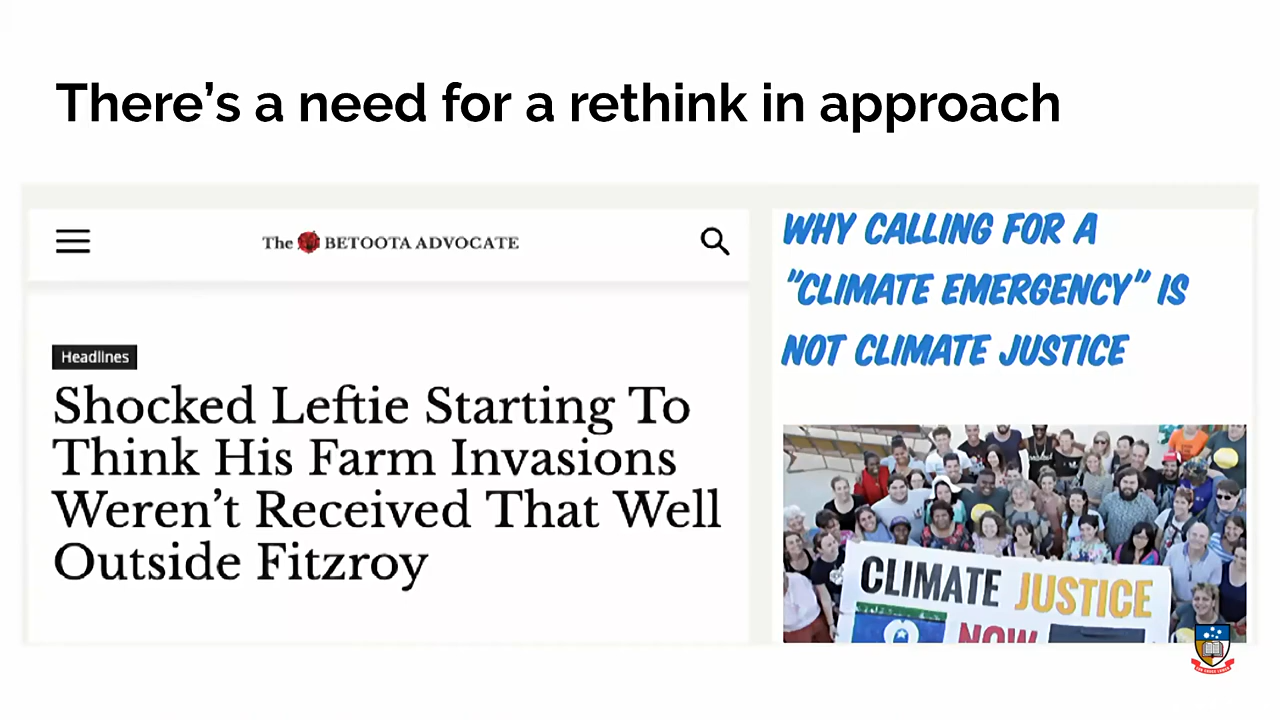 There's a need for a rethink in approach
The BETOOTA ADVOCATE
Headlines
Shocked Leftie Starting To
Think His Farm Invasions
Weren't Received That Well
Outside Fitzroy
WHY CALLING FOR A
"CLIMATE EMERGENCY" IS
NOT CLIMATE JUSTICE
CLIMATE JUSTICE
NOW